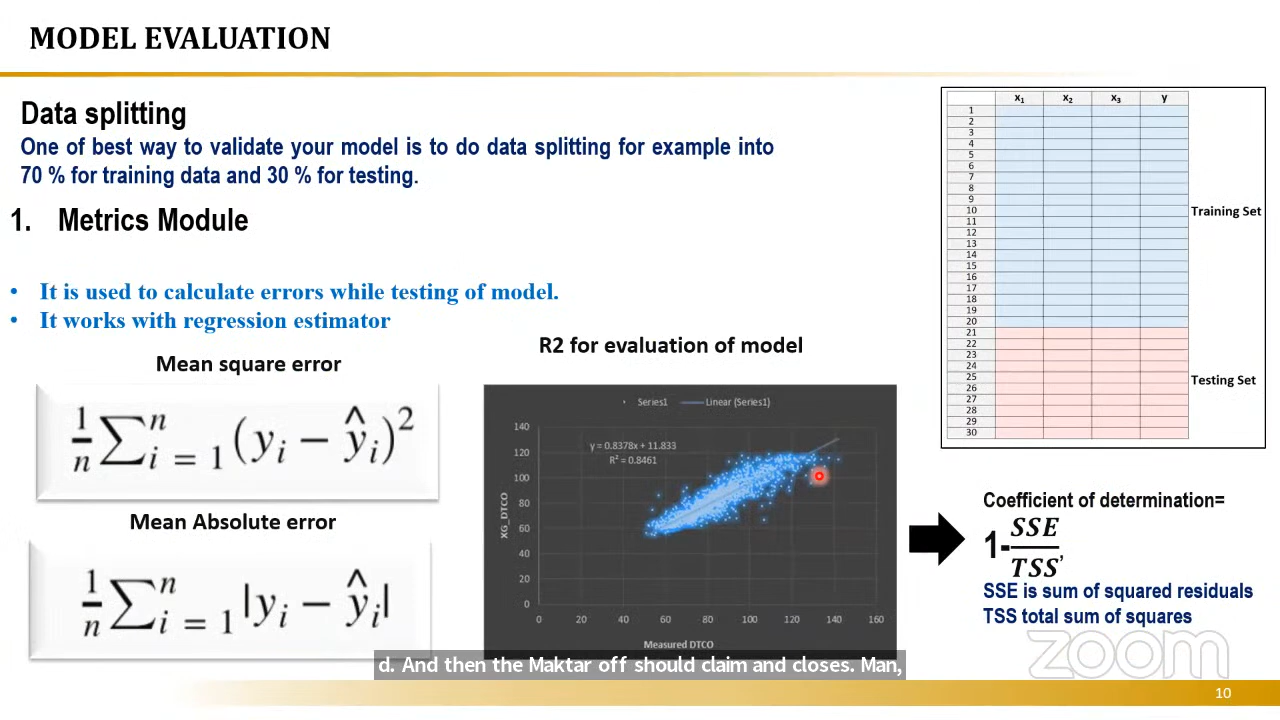 MODEL EVALUATION
Data splitting
One of best way to validate your model is to do data splitting for example into
70 % for training data and 30 % for testing.
1. Metrics Module
• It is used to calculate errors while testing of model.
• It works with regression estimator
Mean square error
1/n ∑ⁿ i = 1 (yi − ŷi)²
Mean Absolute error
1/n ∑ⁿ i = 1 |yi − ŷi|
R2 for evaluation of model
Series1 Linear (Series1)
y = 0.8378x + 11.833
R² = 0.8461
XG_DTCO
140
120
100
80
60
40
20
0
0 20 40 60 80 100 120 140 160
Measured DTCO
x1 x2 x3 y
1
2
3
4
5
6
7
8
9
10
11
12
13
14
15
16
17
18
19
20
21
22
23
24
25
26
27
28
29
30
Training Set
Testing Set
Coefficient of determination=
1-SSE/TSS,
SSE is sum of squared residuals
TSS total sum of squares
zoom
d. And then the Maktar off should claim and closes. Man,
10